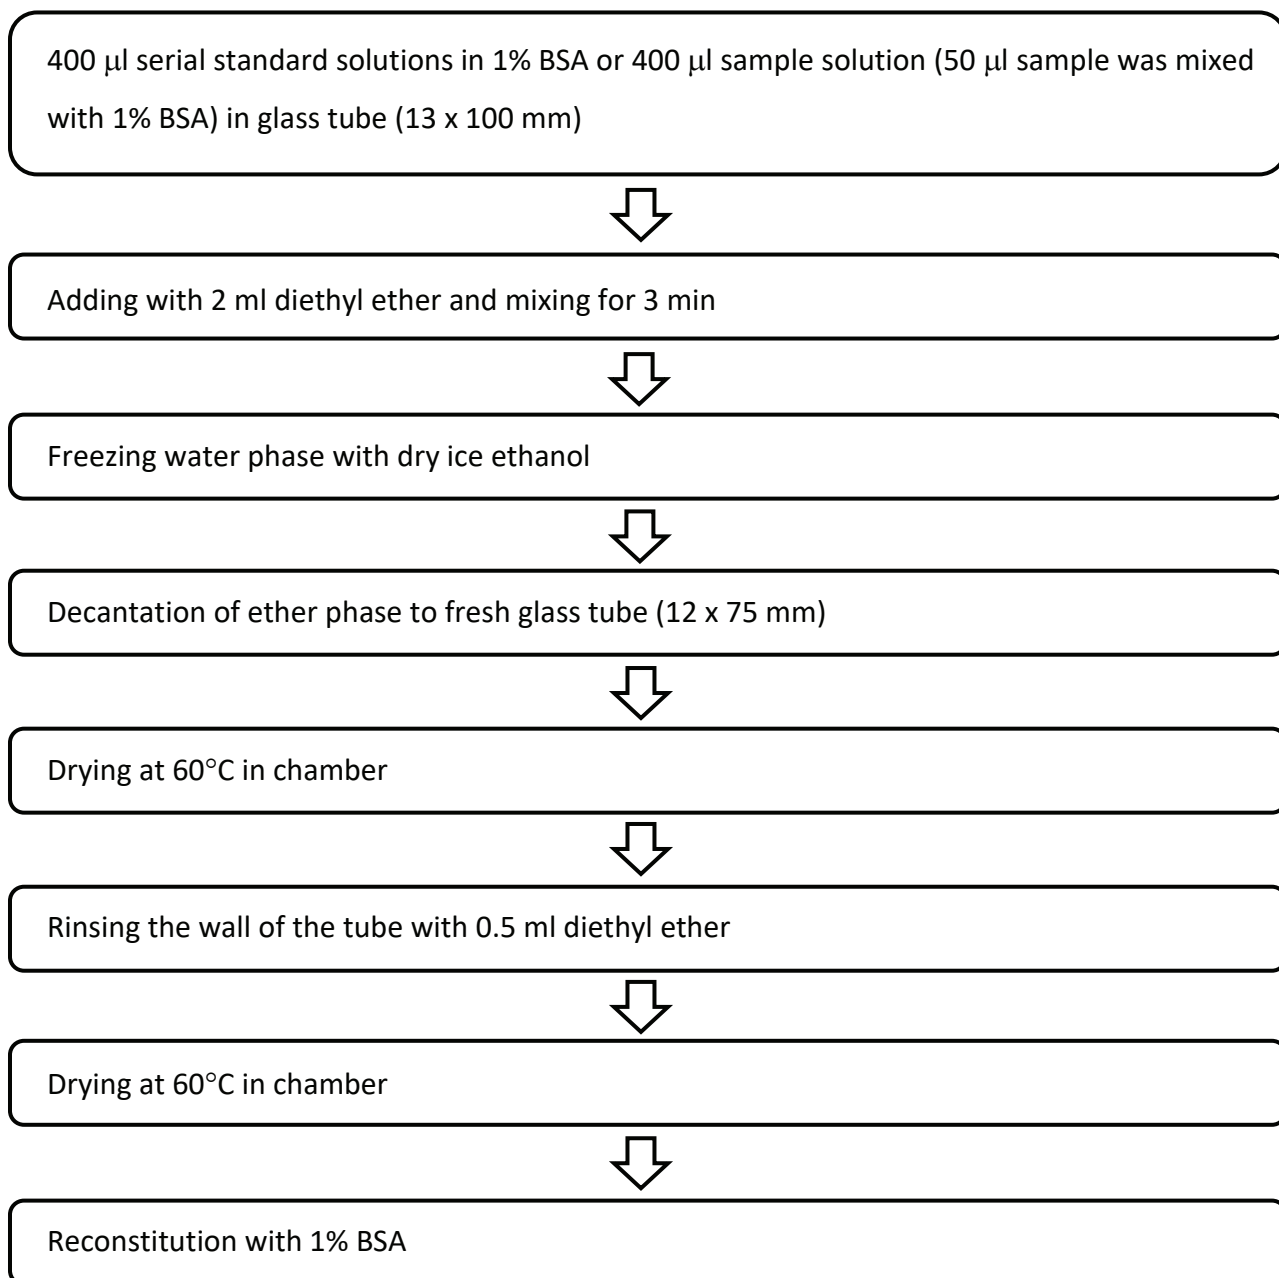 400 μl serial standard solutions in 1% BSA or 400 μl sample solution (50 μl sample was mixed
with 1% BSA) in glass tube (13 x 100 mm)
Adding with 2 ml diethyl ether and mixing for 3 min
Freezing water phase with dry ice ethanol
Decantation of ether phase to fresh glass tube (12 x 75 mm)
Drying at 60°C in chamber
Rinsing the wall of the tube with 0.5 ml diethyl ether
Drying at 60°C in chamber
Reconstitution with 1% BSA